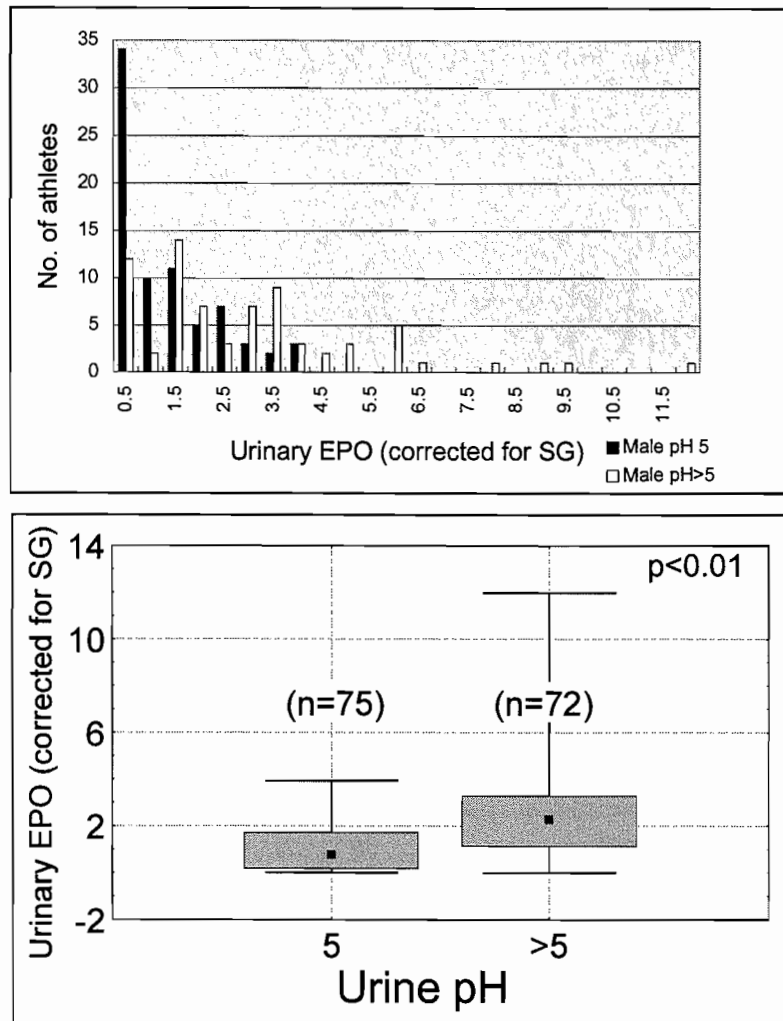 35
30
25
20
15
10
5
0
No. of athletes
0.5 1.5 2.5 3.5 4.5 5.5 6.5 7.5 8.5 9.5 10.5 11.5
Urinary EPO (corrected for SG)
Male pH 5
Male pH>5
14
10
6
2
-2
Urinary EPO (corrected for SG)
p<0.01
(n=75) (n=72)
5 >5
Urine pH